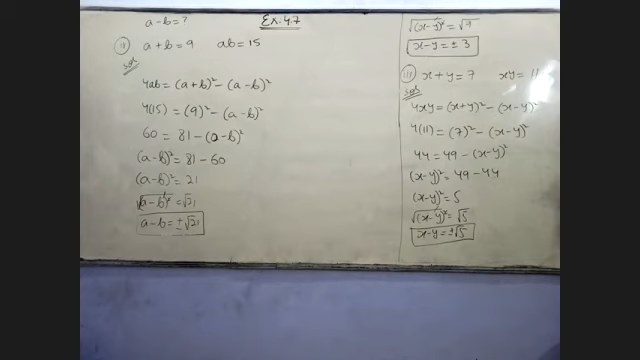 a-b=?
Ex.4.7
ii a+b=9 ab=15
Sol
4ab=(a+b)²-(a-b)²
4(15)=(9)²-(a-b)²
60=81-(a-b)²
(a-b)²=81-60
(a-b)²=21
√(a-b)²=√21
a-b=±√21
√(x-y)²=√9
x-y=±3
iii x+y=7 xy=11
Sol
4xy=(x+y)²-(x-y)²
4(11)=(7)²-(x-y)²
44=49-(x-y)²
(x-y)²=49-44
(x-y)²=5
√(x-y)²=√5
x-y=±√5